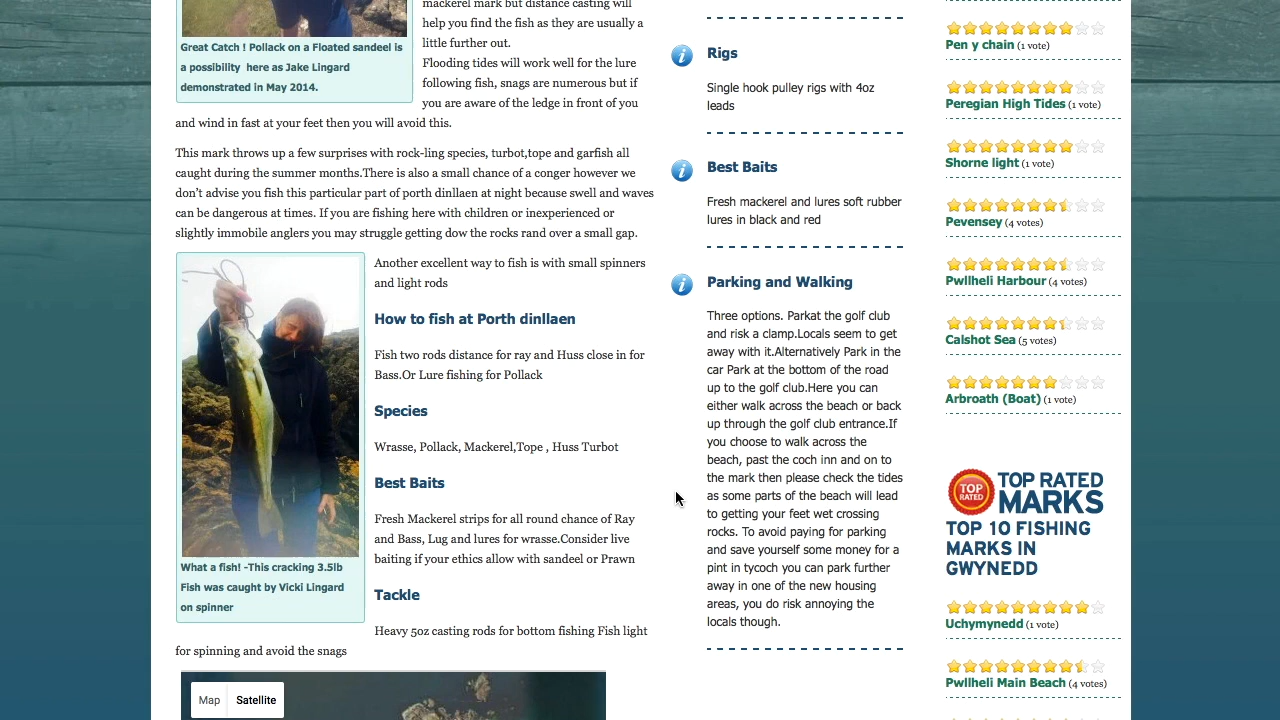 mackerel mark but distance casting will
help you find the fish as they are usually a
little further out.
Flooding tides will work well for the lure
following fish, snags are numerous but if
you are aware of the ledge in front of you
and wind in fast at your feet then you will avoid this.
Great Catch ! Pollack on a Floated sandeel is
a possibility here as Jake Lingard
demonstrated in May 2014.
This mark throws up a few surprises with rock-ling species, turbot,tope and garfish all
caught during the summer months.There is also a small chance of a conger however we
don't advise you fish this particular part of porth dinllaen at night because swell and waves
can be dangerous at times. If you are fishing here with children or inexperienced or
slightly immobile anglers you may struggle getting dow the rocks rand over a small gap.
What a fish! -This cracking 3.5lb
Fish was caught by Vicki Lingard
on spinner
Another excellent way to fish is with small spinners
and light rods
How to fish at Porth dinllaen
Fish two rods distance for ray and Huss close in for
Bass.Or Lure fishing for Pollack
Species
Wrasse, Pollack, Mackerel,Tope , Huss Turbot
Best Baits
Fresh Mackerel strips for all round chance of Ray
and Bass, Lug and lures for wrasse.Consider live
baiting if your ethics allow with sandeel or Prawn
Tackle
Heavy 5oz casting rods for bottom fishing Fish light
for spinning and avoid the snags
Map
Satellite
Rigs
Single hook pulley rigs with 4oz
leads
Best Baits
Fresh mackerel and lures soft rubber
lures in black and red
Parking and Walking
Three options. Parkat the golf club
and risk a clamp.Locals seem to get
away with it.Alternatively Park in the
car Park at the bottom of the road
up to the golf club.Here you can
either walk across the beach or back
up through the golf club entrance.If
you choose to walk across the
beach, past the coch inn and on to
the mark then please check the tides
as some parts of the beach will lead
to getting your feet wet crossing
rocks. To avoid paying for parking
and save yourself some money for a
pint in tycoch you can park further
away in one of the new housing
areas, you do risk annoying the
locals though.
Pen y chain (1 vote)
Peregian High Tides (1 vote)
Shorne light (1 vote)
Pevensey (4 votes)
Pwllheli Harbour (4 votes)
Calshot Sea (5 votes)
Arbroath (Boat) (1 vote)
TOP RATED
TOP RATED
MARKS
TOP 10 FISHING
MARKS IN
GWYNEDD
Uchymynedd (1 vote)
Pwllheli Main Beach (4 votes)